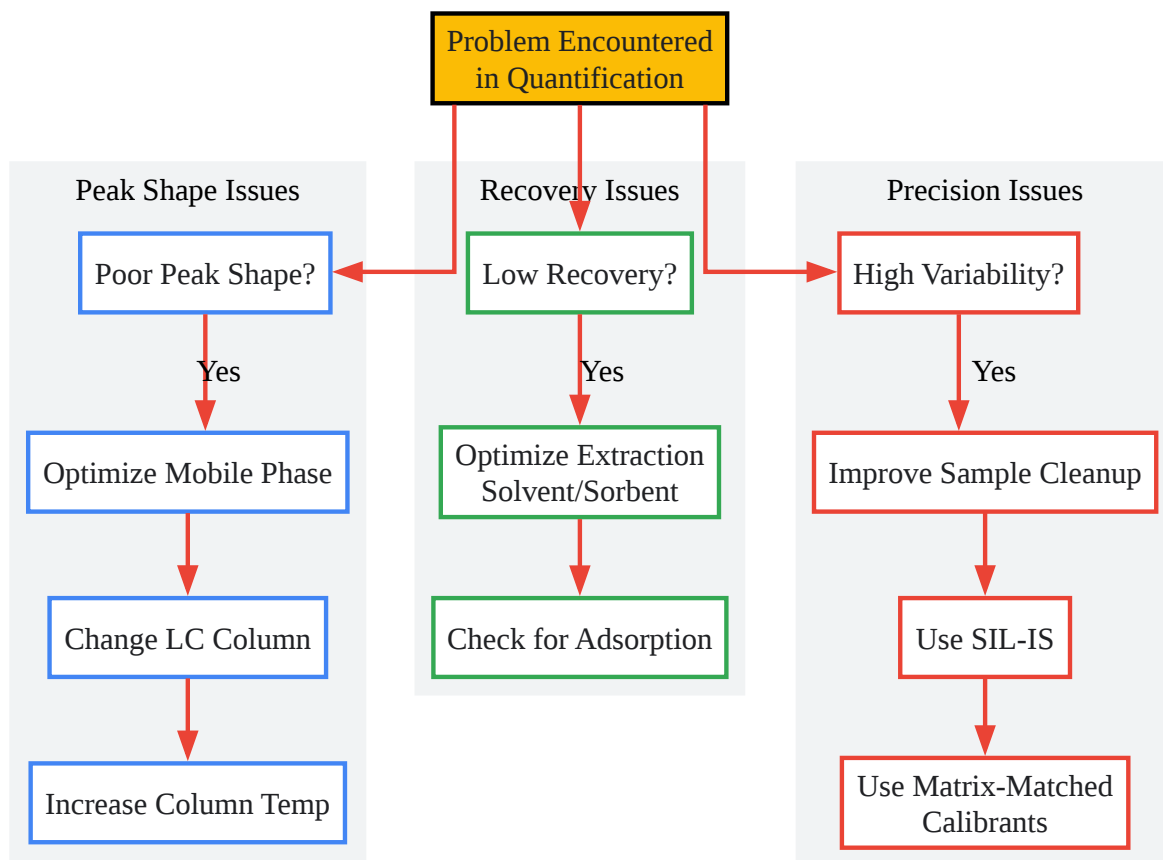 Problem Encountered
in Quantification
Peak Shape Issues
Poor Peak Shape?
Yes
Optimize Mobile Phase
Change LC Column
Increase Column Temp
Recovery Issues
Low Recovery?
Yes
Optimize Extraction
Solvent/Sorbent
Check for Adsorption
Precision Issues
High Variability?
Yes
Improve Sample Cleanup
Use SIL-IS
Use Matrix-Matched
Calibrants